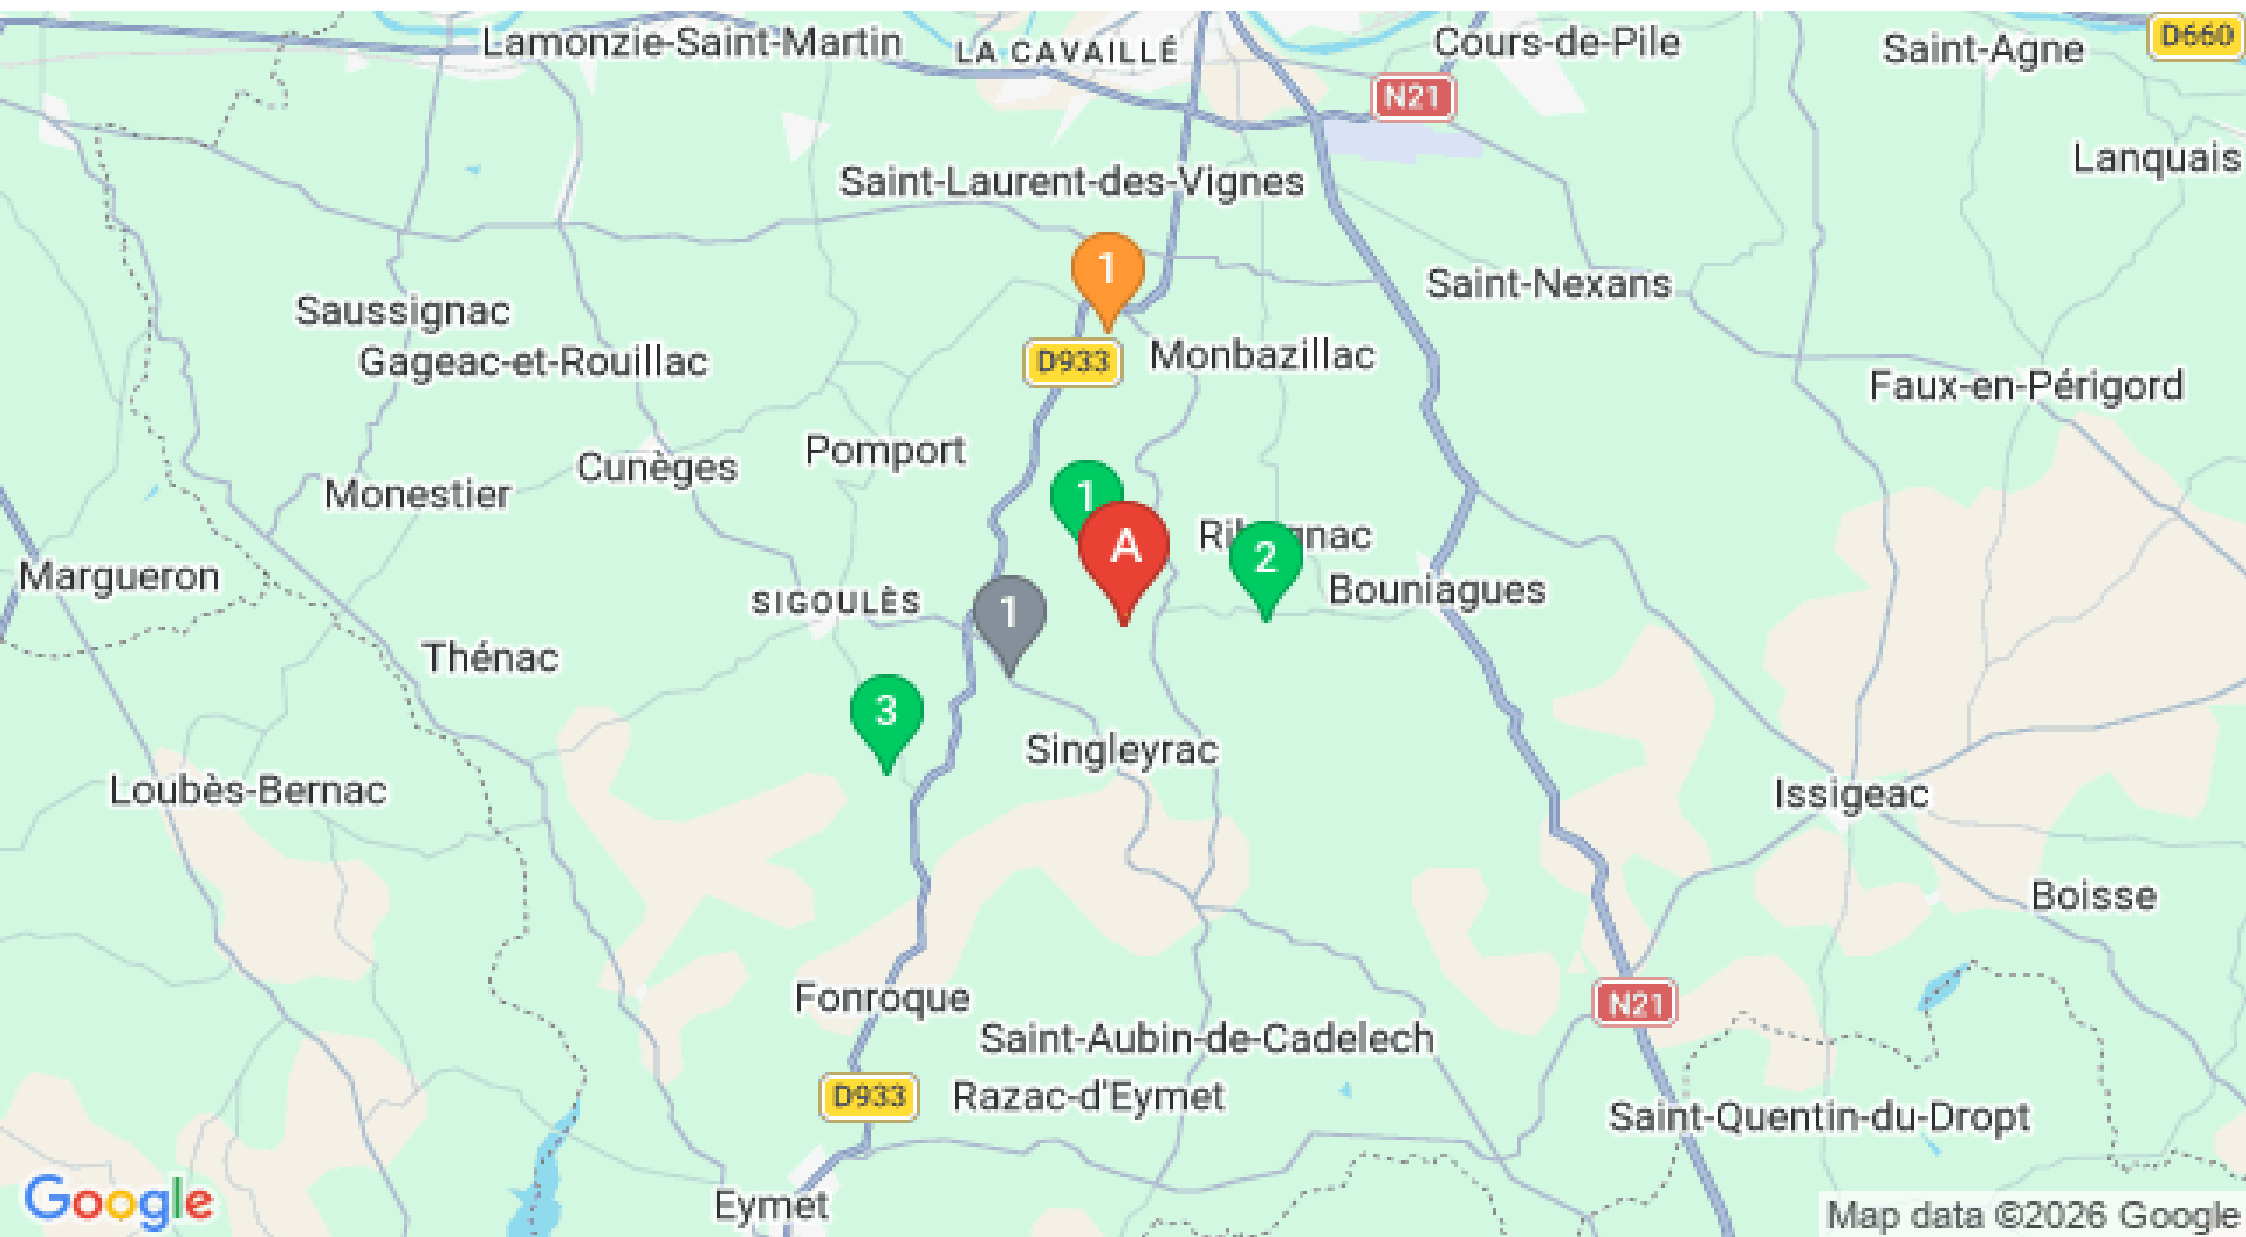 Lamonzie-Saint-Martin
LA CAVAILLÉ
Cours-de-Pile
Saint-Agne
D660
N21
Lanquais
Saint-Laurent-des-Vignes
1
Saint-Nexans
Saussignac
Gageac-et-Rouillac
D933
Monbazillac
Faux-en-Périgord
Pomport
Cunèges
Monestier
1
A
2
Margueron
Bouniagues
SIGOULÈS
1
Thénac
3
Singleyrac
Loubès-Bernac
Issigeac
Boisse
Fonroque
N21
Saint-Aubin-de-Cadelech
D933
Razac-d'Eymet
Saint-Quentin-du-Dropt
Eymet
Google
Map data ©2026 Google